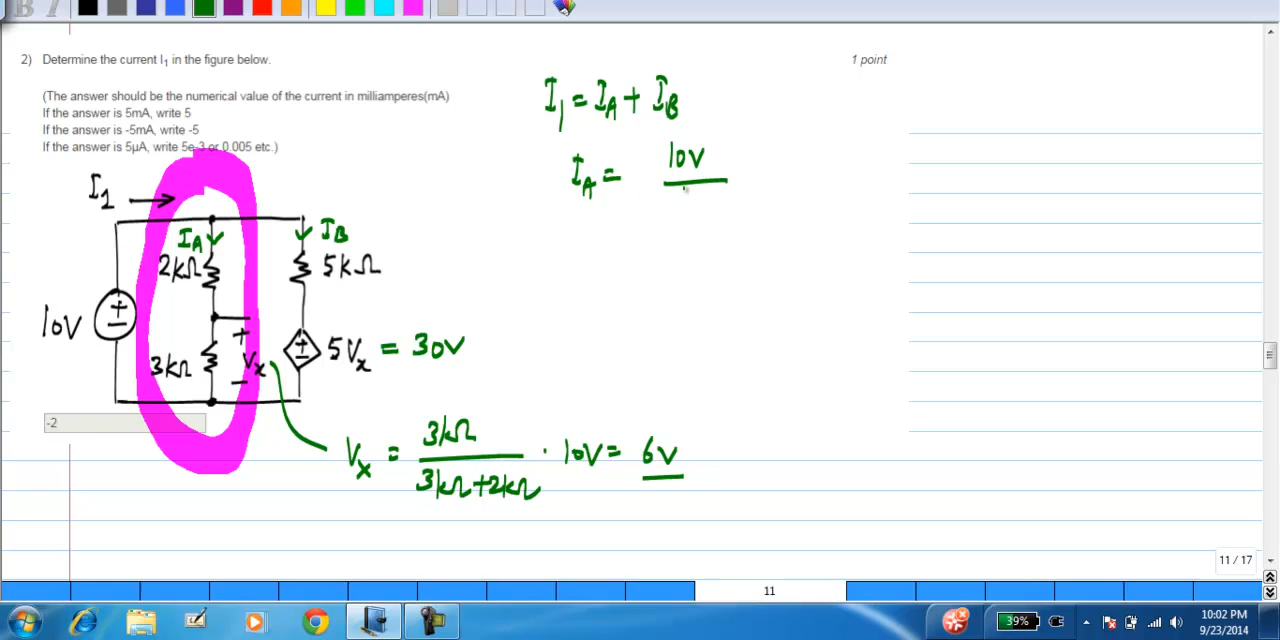 2) Determine the current I1 in the figure below.
1 point
(The answer should be the numerical value of the current in milliamperes(mA)
If the answer is 5mA, write 5
If the answer is -5mA, write -5
If the answer is 5µA, write 5e-3 or 0.005 etc.)
I1 = IA + IB
IA = 10V
I1
IA
IB
2kΩ
5kΩ
10V
+
−
3kΩ
+
Vx
−
+
−
5Vx = 30V
-2
Vx = 3kΩ / 3kΩ+2kΩ · 10V = 6V
11 / 17
11
39%
10:02 PM
9/23/2014